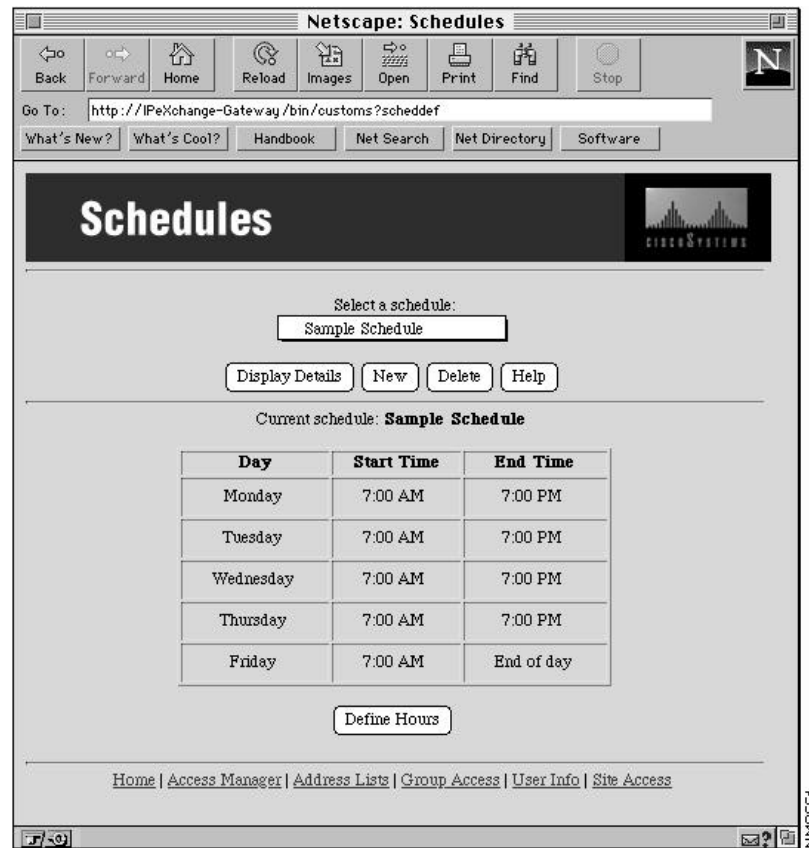 Netscape: Schedules
Back Forward Home Reload Images Open Print Find Stop
N
Go To: http://IPeXchange-Gateway/bin/customs?scheddef
What's New? What's Cool? Handbook Net Search Net Directory Software
Schedules
CISCO SYSTEMS
Select a schedule:
Sample Schedule
Display Details New Delete Help
Current schedule: Sample Schedule
Day Start Time End Time
Monday 7:00 AM 7:00 PM
Tuesday 7:00 AM 7:00 PM
Wednesday 7:00 AM 7:00 PM
Thursday 7:00 AM 7:00 PM
Friday 7:00 AM End of day
Define Hours
Home | Access Manager | Address Lists | Group Access | User Info | Site Access